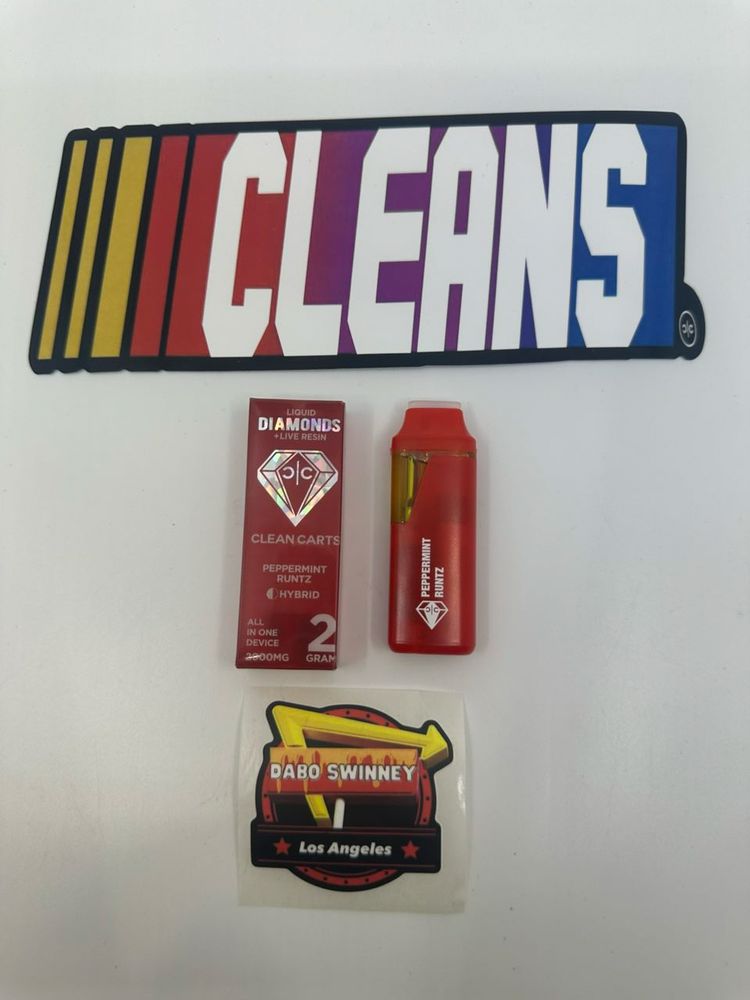 CLEANS
LIQUID
DIAMONDS
+ LIVE RESIN
CLEAN CARTS
PEPPERMINT
RUNTZ
HYBRID
ALL
IN ONE
DEVICE
2000MG
2
GRAM
PEPPERMINT
RUNTZ
DABO SWINNEY
Los Angeles